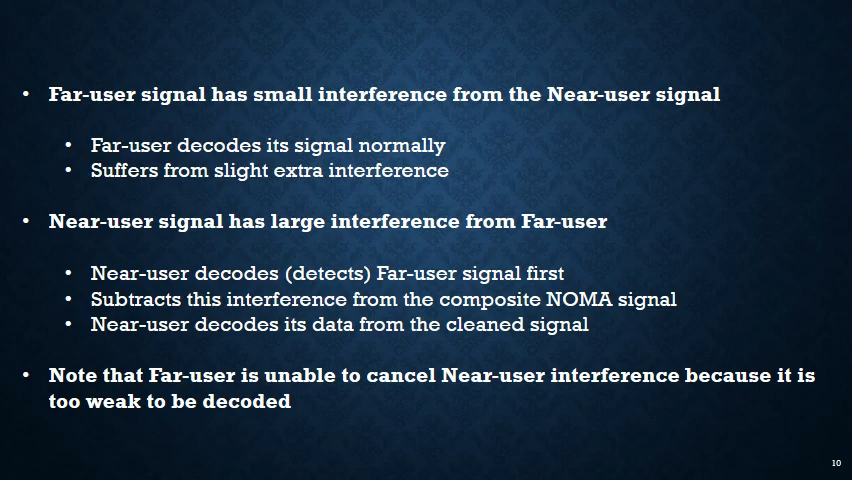 • Far-user signal has small interference from the Near-user signal
• Far-user decodes its signal normally
• Suffers from slight extra interference
• Near-user signal has large interference from Far-user
• Near-user decodes (detects) Far-user signal first
• Subtracts this interference from the composite NOMA signal
• Near-user decodes its data from the cleaned signal
• Note that Far-user is unable to cancel Near-user interference because it is
too weak to be decoded
10